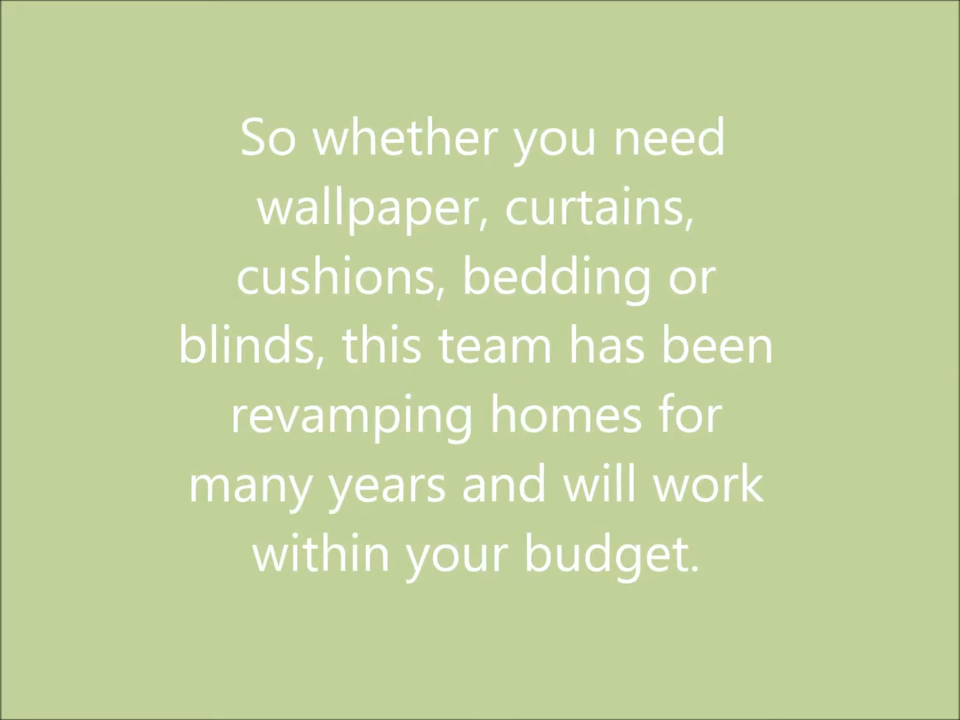 So whether you need
wallpaper, curtains,
cushions, bedding or
blinds, this team has been
revamping homes for
many years and will work
within your budget.